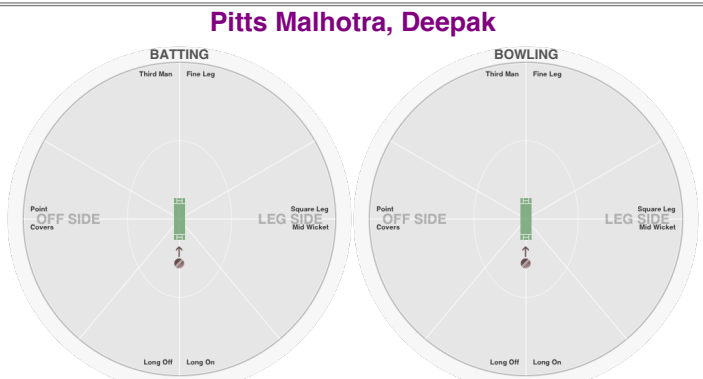 Pitts Malhotra, Deepak
BATTING
Third Man Fine Leg
Point
OFF SIDE
Covers
Square Leg
LEG SIDE
Mid Wicket
Long Off Long On
BOWLING
Third Man Fine Leg
Point
OFF SIDE
Covers
Square Leg
LEG SIDE
Mid Wicket
Long Off Long On